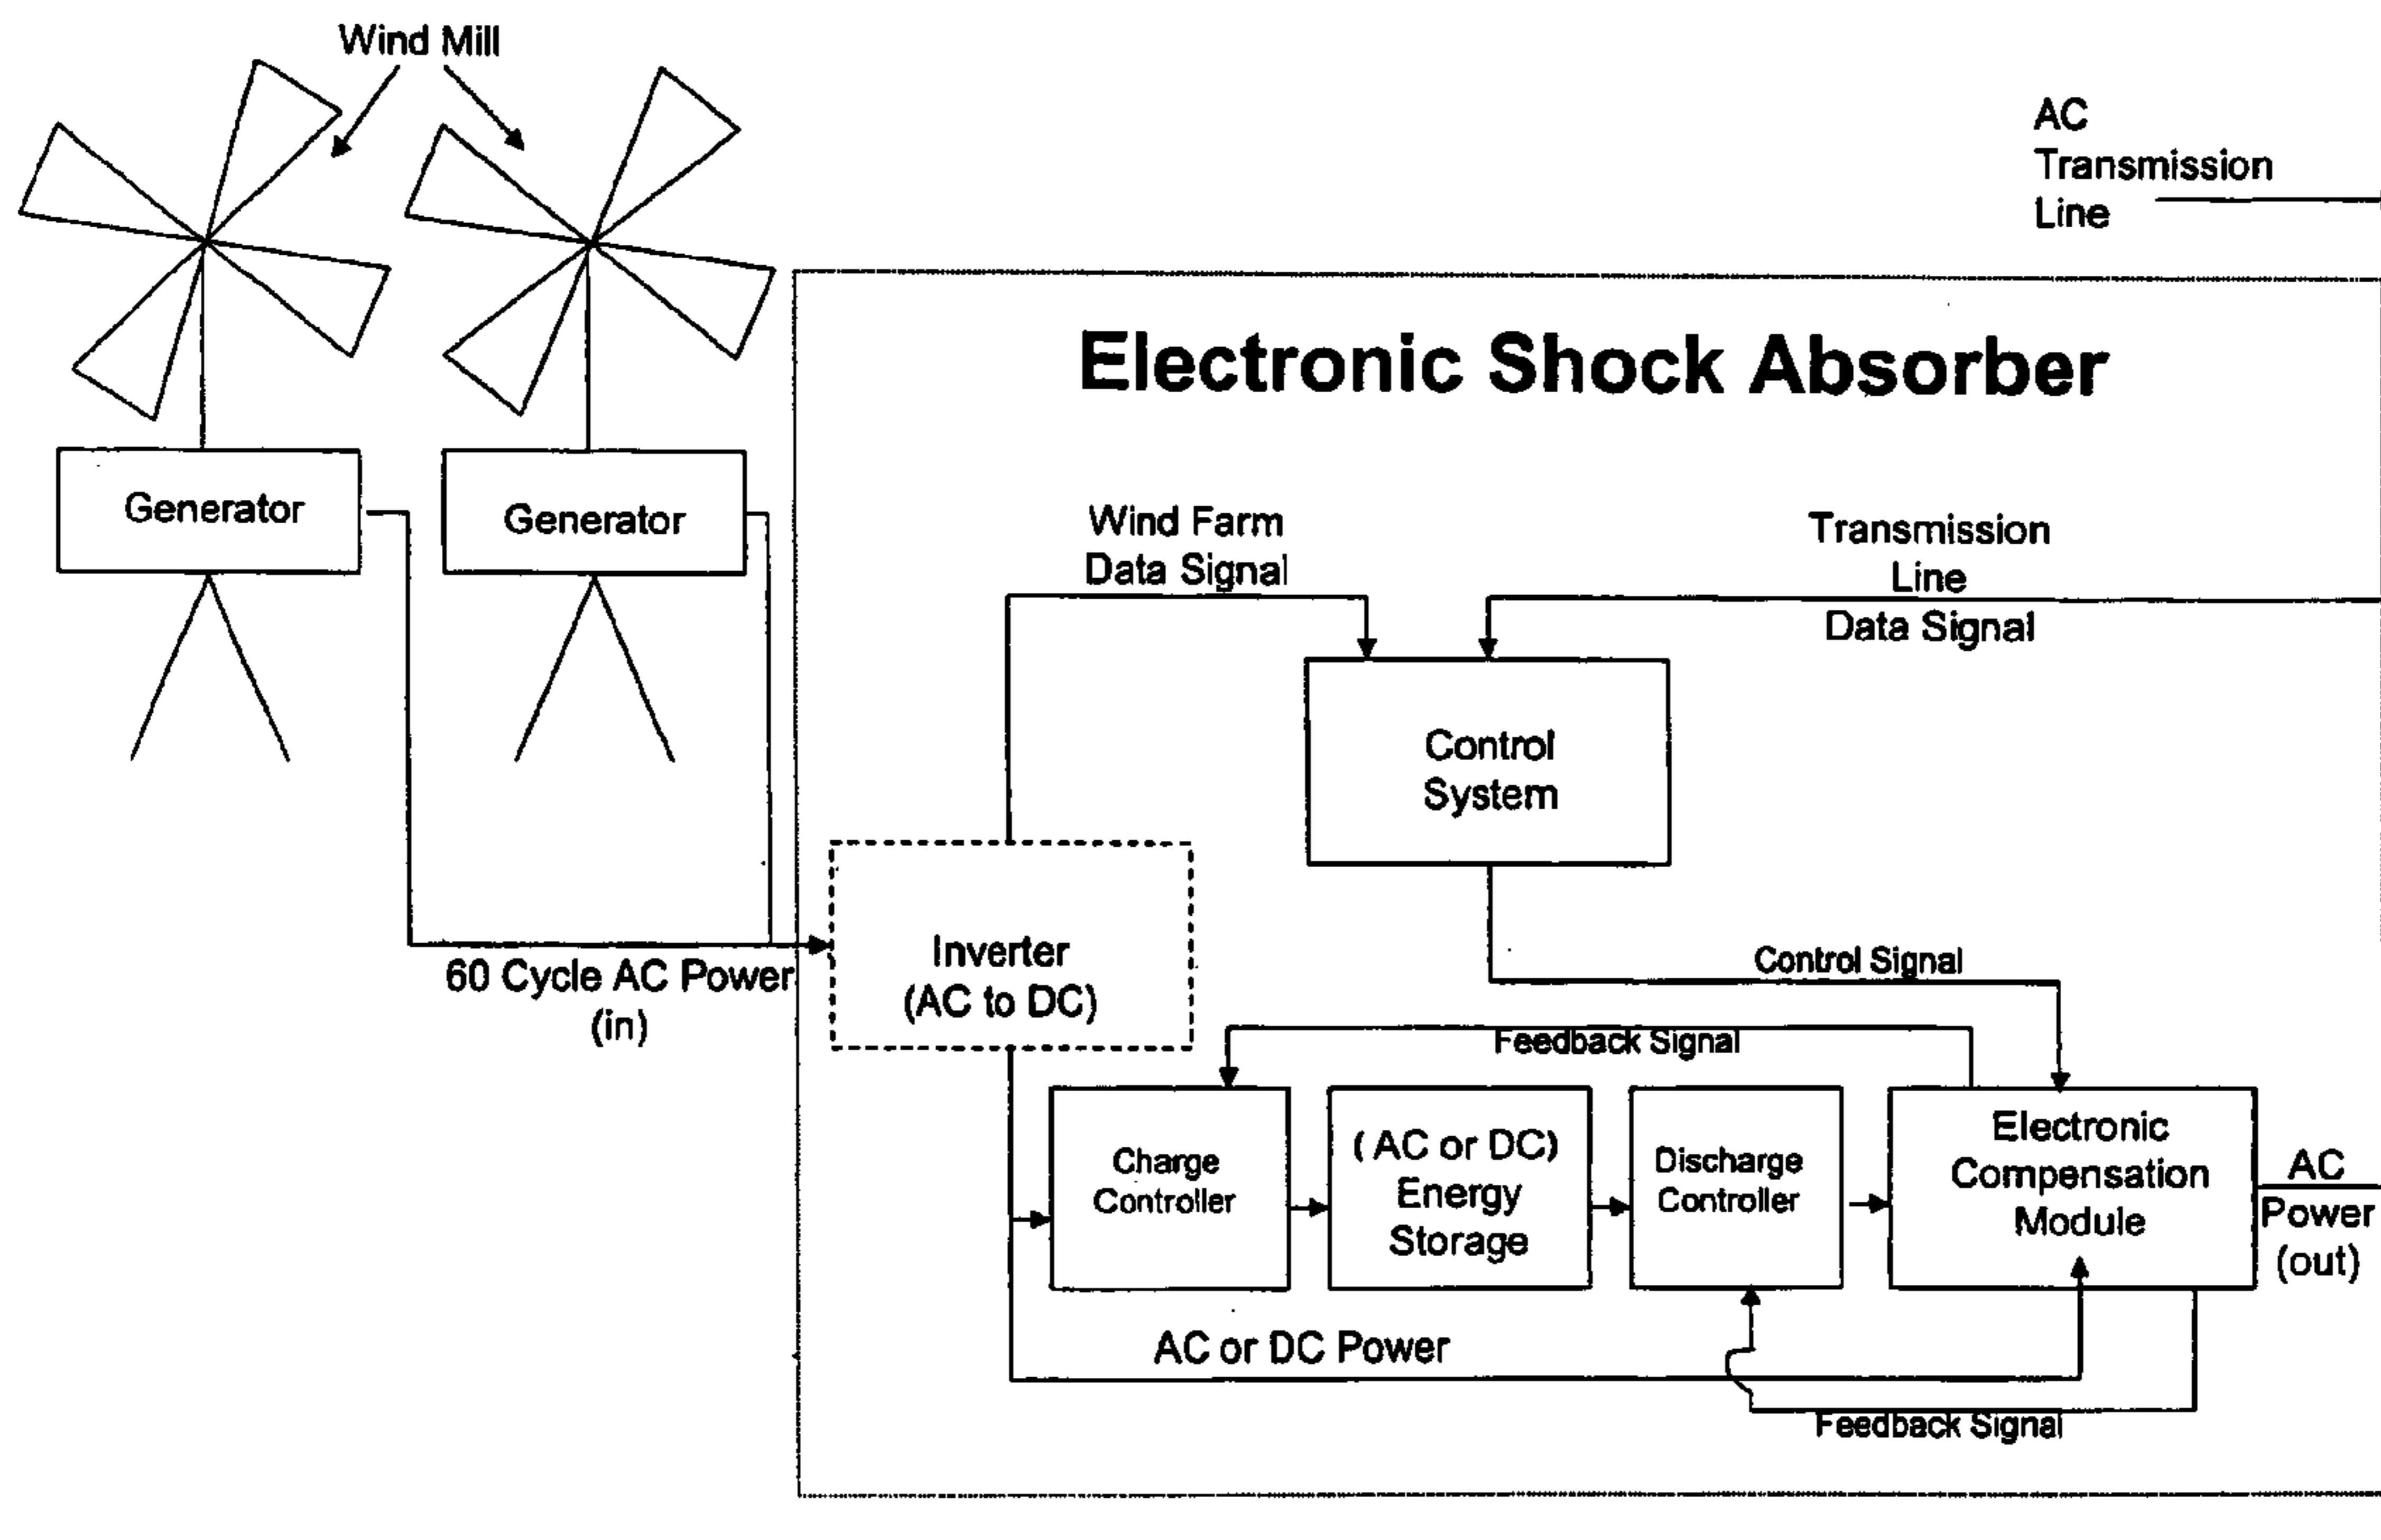 Wind Mill
AC
Transmission
Line
Electronic Shock Absorber
Generator
Generator
Wind Farm
Data Signal
Transmission
Line
Data Signal
Control
System
60 Cycle AC Power
(in)
Inverter
(AC to DC)
Control Signal
Feedback Signal
Charge
Controller
( AC or DC)
Energy
Storage
Discharge
Controller
Electronic
Compensation
Module
AC
Power
(out)
AC or DC Power
Feedback Signal